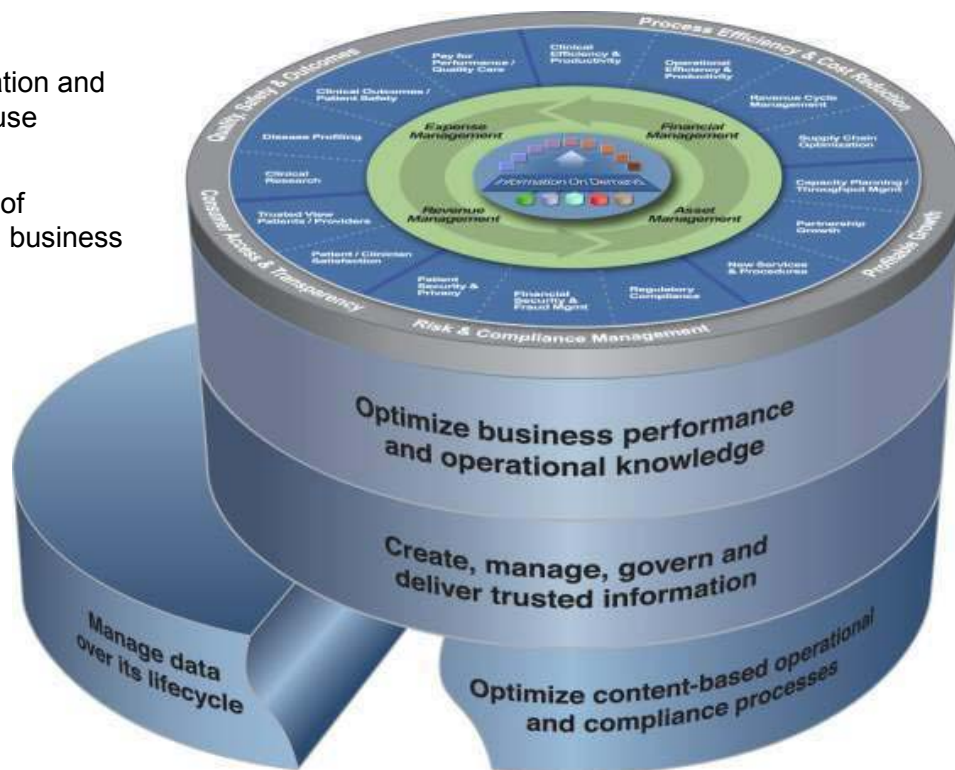 ation and
use
of
business
Quality, Safety & Outcomes
Process Efficiency & Cost Reduction
Profitable Growth
Risk & Compliance Management
Consumer Access & Transparency
Pay for
Performance /
Quality Care
Clinical
Efficiency &
Productivity
Operational
Efficiency &
Productivity
Revenue Cycle
Management
Supply Chain
Optimization
Capacity Planning /
Throughput Mgmt
Partnership
Growth
New Services
& Procedures
Regulatory
Compliance
Financial
Security &
Fraud Mgmt
Patient
Security &
Privacy
Patient / Clinician
Satisfaction
Trusted View
Patients / Providers
Clinical
Research
Disease Profiling
Clinical Outcomes /
Patient Safety
Expense
Management
Financial
Management
Revenue
Management
Asset
Management
Information On Demand
Optimize business performance
and operational knowledge
Create, manage, govern and
deliver trusted information
Manage data
over its lifecycle
Optimize content-based operational
and compliance processes